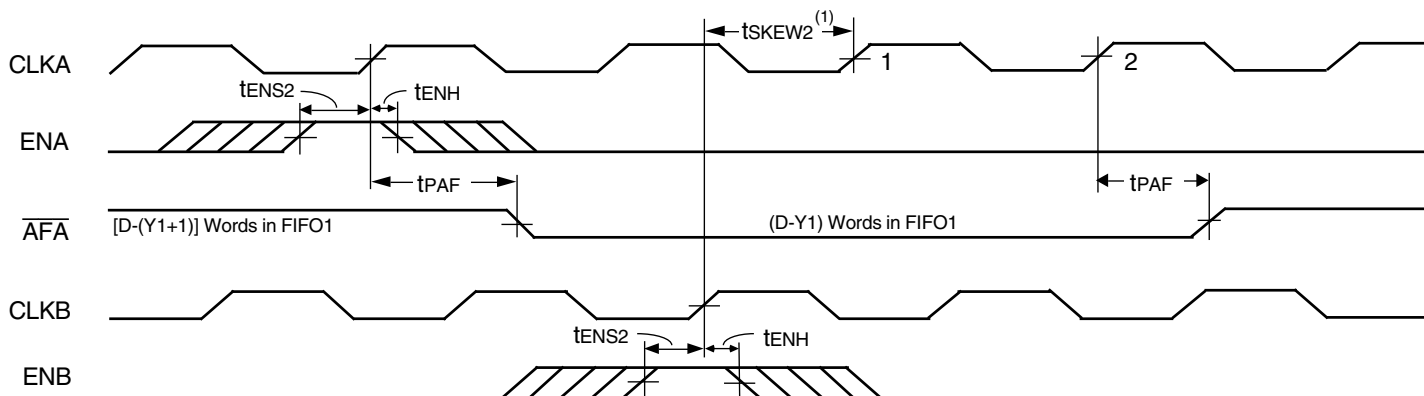 tSKEW2(1)
CLKA
1
2
tENS2
tENH
ENA
tPAF
tPAF
AFA
[D-(Y1+1)] Words in FIFO1
(D-Y1) Words in FIFO1
CLKB
tENS2
tENH
ENB